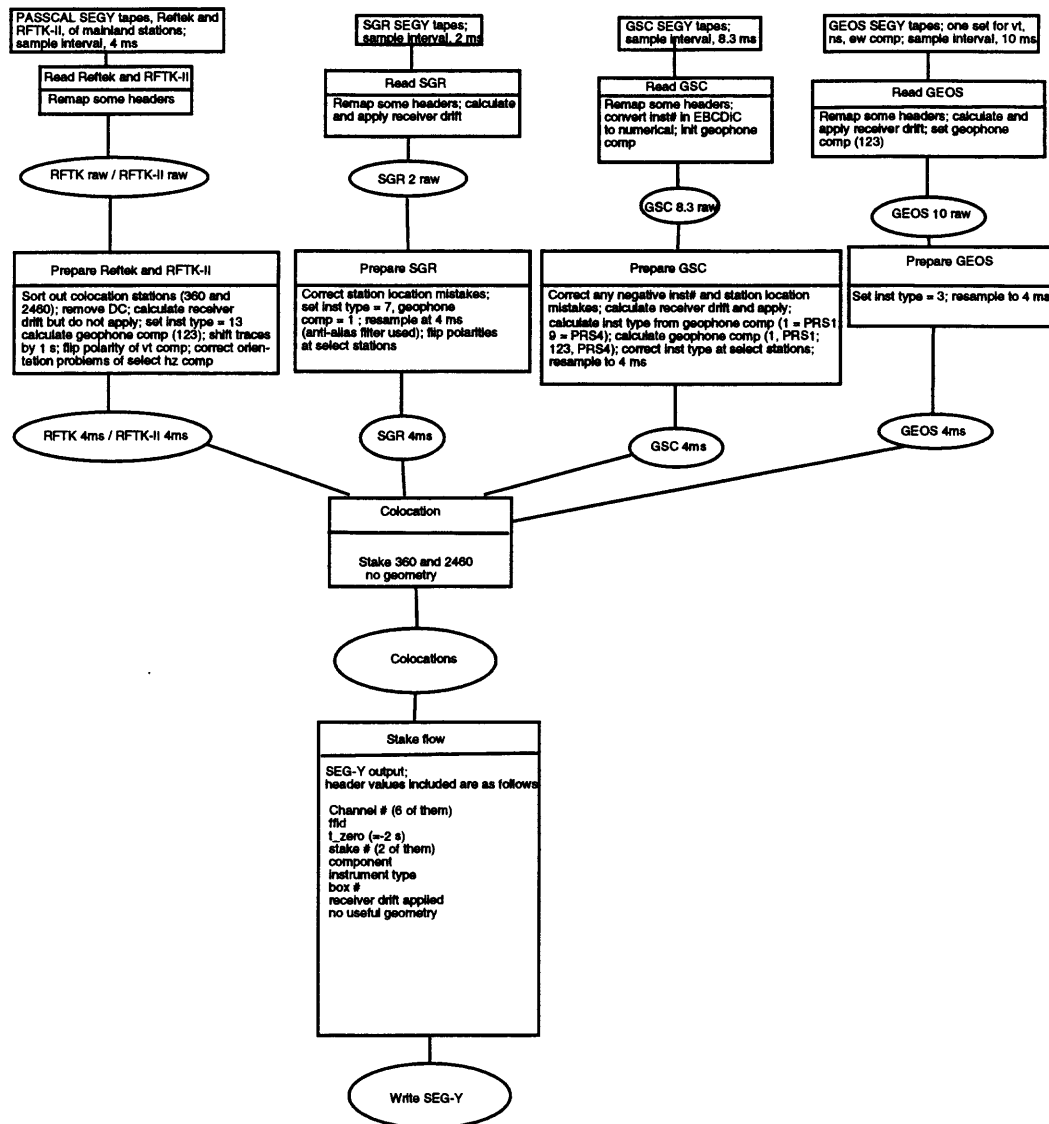 PASSCAL SEGY tapes, Reftek and
RFTK-II, of mainland stations;
sample interval, 4 ms
Read Reftek and RFTK-II
Remap some headers
RFTK raw / RFTK-II raw
Prepare Reftek and RFTK-II
Sort out colocation stations (360 and
2460); remove DC; calculate receiver
drift but do not apply; set inst type = 13
calculate geophone comp (123); shift traces
by 1 s; flip polarity of vt comp; correct orien-
tetion problems of select hz comp
RFTK 4ms / RFTK-II 4ms
SGR SEGY tapes;
sample interval, 2 ms
Read SGR
Remap some headers; calculate
and apply receiver drift
SGR 2 raw
Prepare SGR
Correct station location mistakes;
set inst type = 7, geophone
comp = 1 ; resample at 4 ms
(anti-alias filter used); flip polarities
at select stations
SGR 4ms
GSC SEGY tapes;
sample interval, 8.3 ms
Read GSC
Remap some headers;
convert inst# in EBCDiC
to numerical; init geophone
comp
GSC 8.3 raw
Prepare GSC
Correct any negative inst# and station location
mistakes; calculate receiver drift and apply;
calculate inst type from geophone comp (1 = PRS1;
9 = PRS4); calculate geophone comp (1, PRS1;
123, PRS4); correct inst type at select stations;
resample to 4 ms
GSC 4ms
GEOS SEGY tapes; one set for vt,
ns, ew comp; sample interval, 10 ms
Read GEOS
Remap some headers; calculate and
apply receiver drift; set geophone
comp (123)
GEOS 10 raw
Prepare GEOS
Set inst type = 3; resample to 4 ms
GEOS 4ms
Colocation
Stake 360 and 2460
no geometry
Colocations
Stake flow
SEG-Y output;
header values included are as follows
Channel # (6 of them)
ffid
t_zero (=-2 s)
stake # (2 of them)
component
instrument type
box #
receiver drift applied
no useful geometry
Write SEG-Y